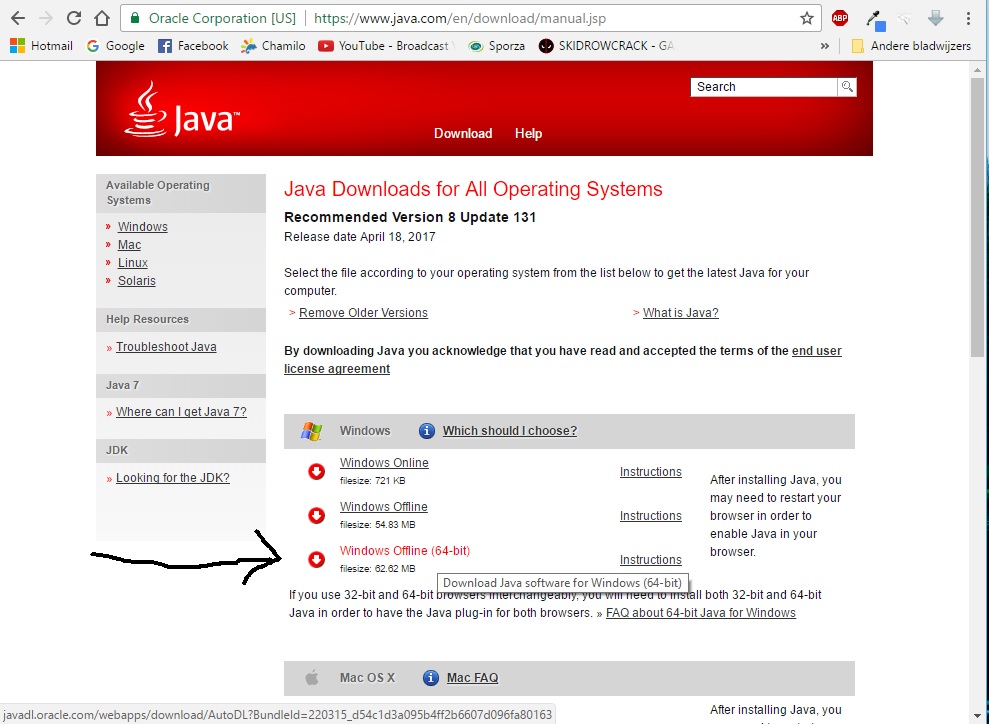 Oracle Corporation [US] | https://www.java.com/en/download/manual.jsp
ABP
Hotmail Google Facebook Chamilo YouTube - Broadcast Sporza SKIDROWCRACK - GA » Andere bladwijzers
Java™
Search
Download Help
Available Operating
Systems
» Windows
» Mac
» Linux
» Solaris
Help Resources
» Troubleshoot Java
Java 7
» Where can I get Java 7?
JDK
» Looking for the JDK?
Java Downloads for All Operating Systems
Recommended Version 8 Update 131
Release date April 18, 2017
Select the file according to your operating system from the list below to get the latest Java for your
computer.
> Remove Older Versions > What is Java?
By downloading Java you acknowledge that you have read and accepted the terms of the end user
license agreement
Windows Which should I choose?
Windows Online
filesize: 721 KB
Instructions
Windows Offline
filesize: 54.83 MB
Instructions
Windows Offline (64-bit)
filesize: 62.62 MB
Instructions
After installing Java, you
may need to restart your
browser in order to
enable Java in your
browser.
Download Java software for Windows (64-bit)
If you use 32-bit and 64-bit browsers interchangeably, you will need to install both 32-bit and 64-bit
Java in order to have the Java plug-in for both browsers. » FAQ about 64-bit Java for Windows
Mac OS X Mac FAQ
After installing Java, you
javadl.oracle.com/webapps/download/AutoDL?BundleId=220315_d54c1d3a095b4ff2b6607d096fa80163